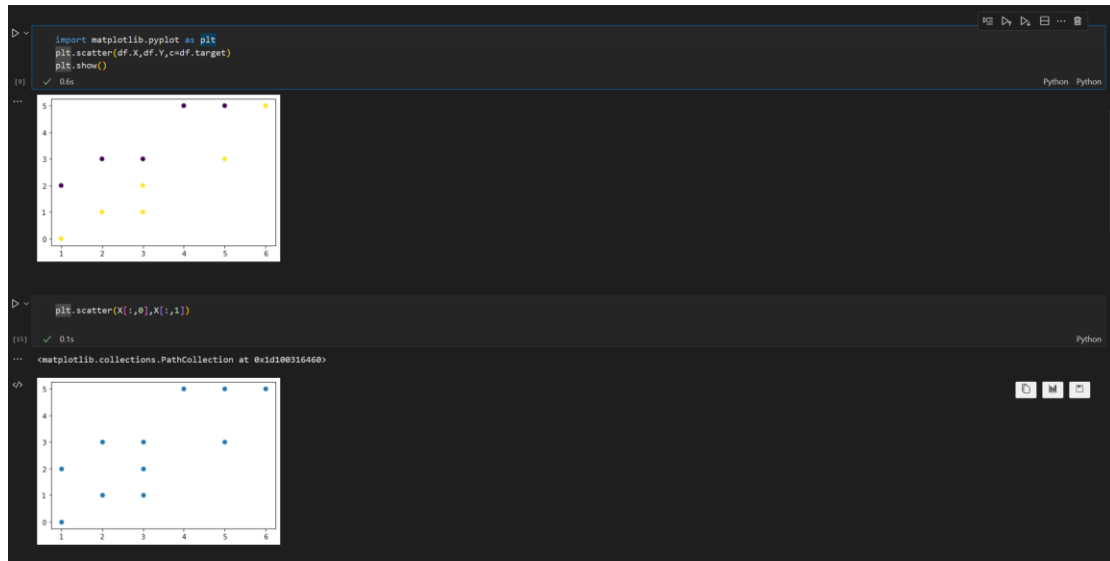 import matplotlib.pyplot as plt
plt.scatter(df.X,df.Y,c=df.target)
plt.show()
[9]
0.6s
Python Python
5
4
3
2
1
0
1 2 3 4 5 6
plt.scatter(X[:,0],X[:,1])
[15]
0.1s
Python
<matplotlib.collections.PathCollection at 0x1d100316460>
5
4
3
2
1
0
1 2 3 4 5 6